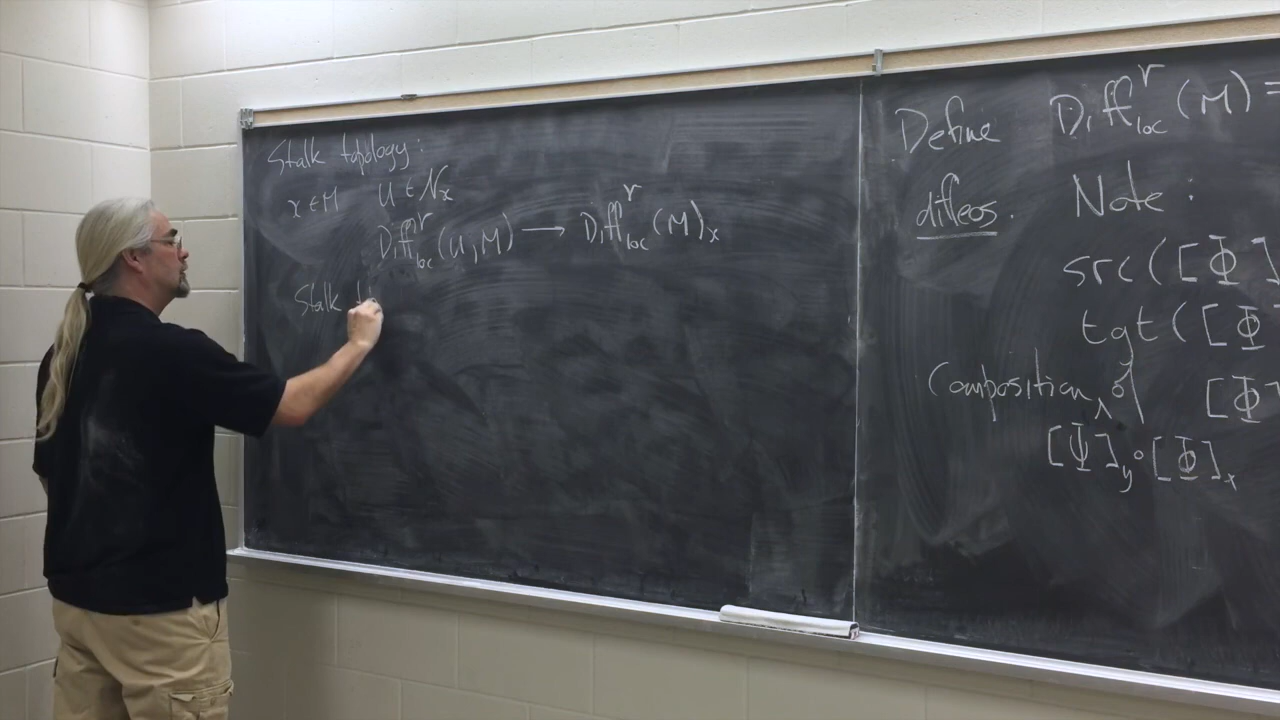 Stalk topology:
x ∈ M U ∈ 𝒩ₓ
Diff^r_loc (U, M) → Diff^r_loc (M)_x
Stalk
Define Diff^r_loc (M) =
diffeos. Note:
src ([Φ]
tgt ([Φ
Composition of [Φ]
[Ψ]_y ∘ [Φ]_x